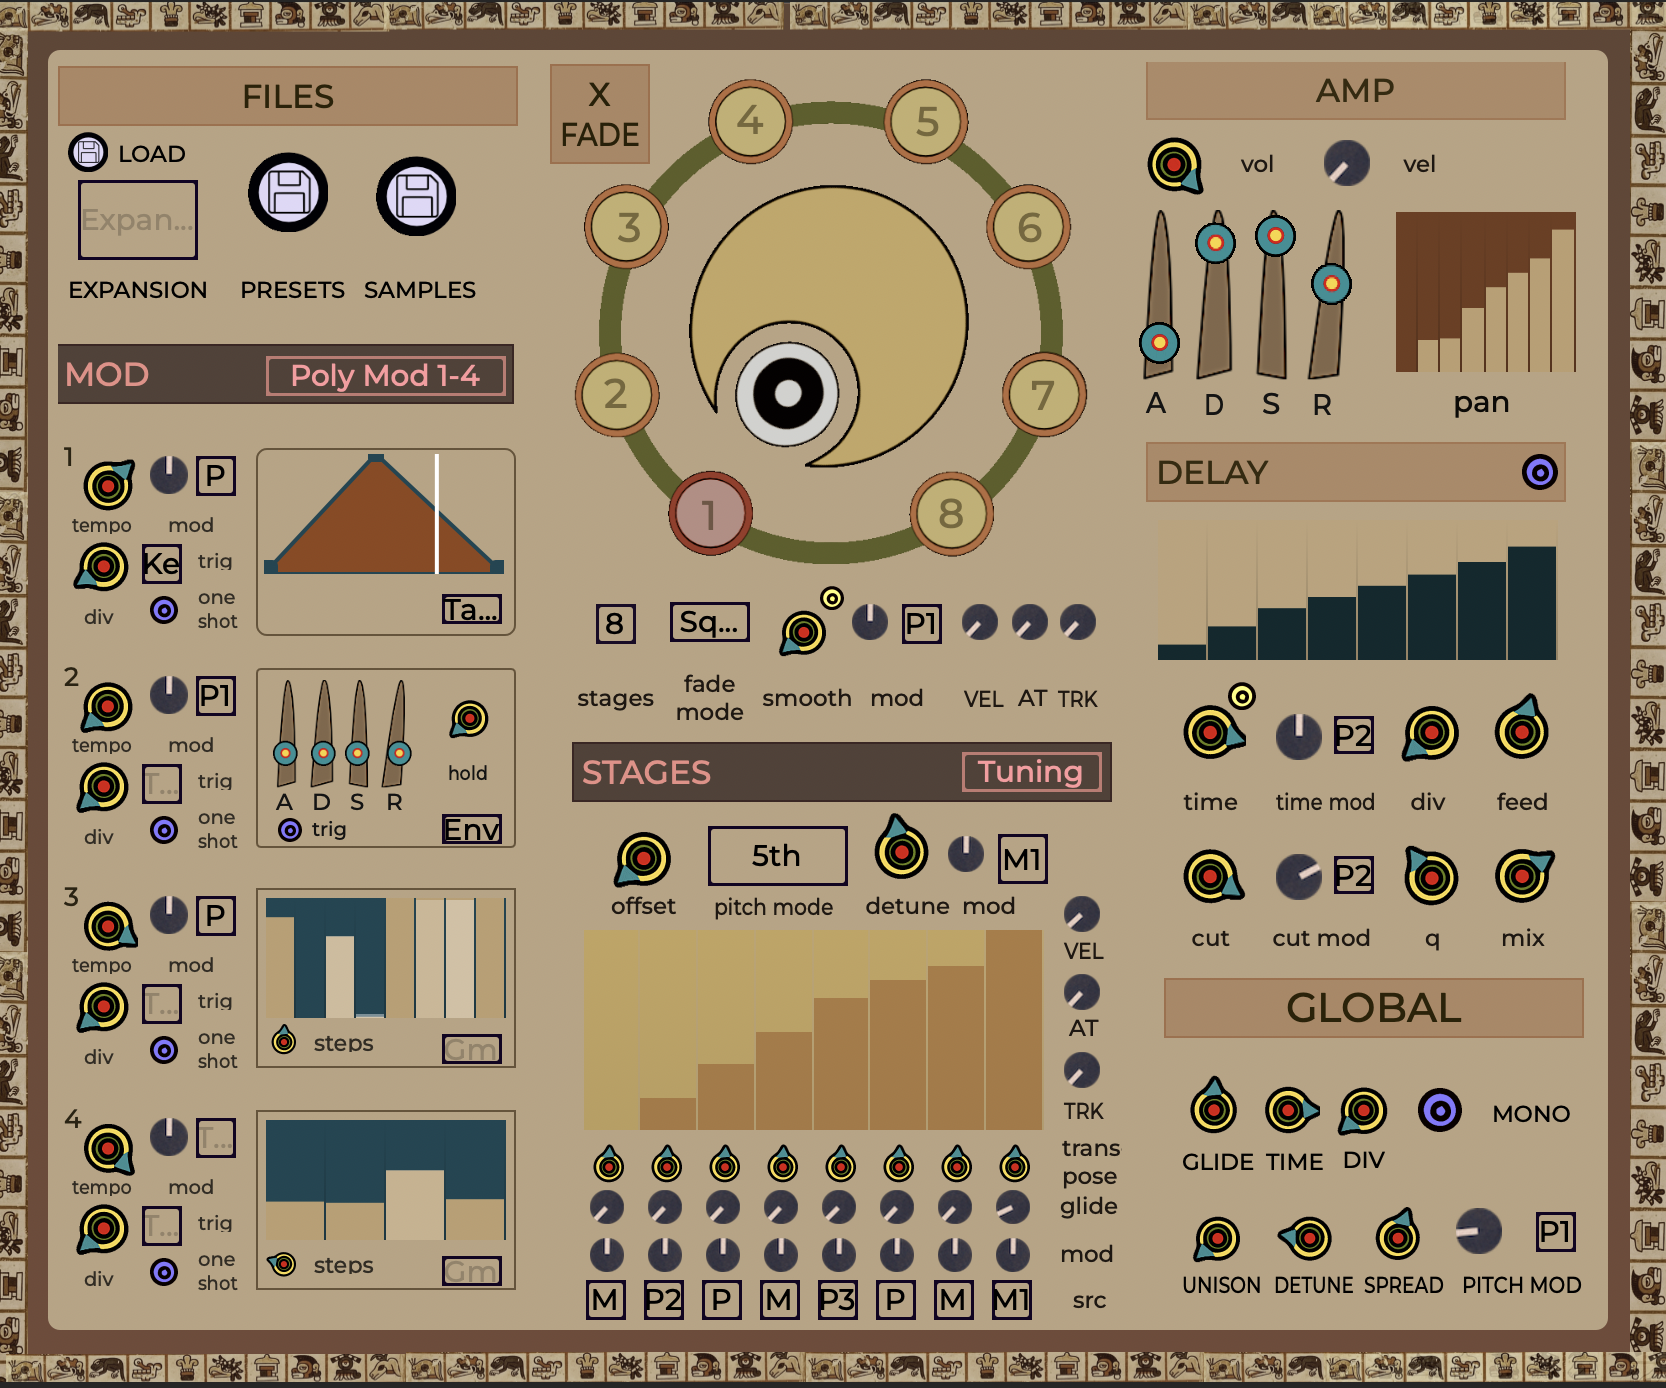 FILES
LOAD
Expan...
EXPANSION
PRESETS
SAMPLES
MOD
Poly Mod 1-4
1
P
tempo
mod
Ke
trig
div
one
shot
Ta...
2
P1
tempo
mod
T...
trig
div
one
shot
A
D
S
R
hold
trig
Env
3
P
tempo
mod
T...
trig
div
one
shot
steps
Gm
4
T...
tempo
mod
T...
trig
div
one
shot
steps
Gm
X
FADE
4
5
3
6
2
7
1
8
8
Sq...
P1
stages
fade
mode
smooth
mod
VEL
AT
TRK
STAGES
Tuning
5th
M1
offset
pitch mode
detune
mod
VEL
AT
TRK
trans
pose
glide
mod
M
P2
P
M
P3
P
M
M1
src
AMP
vol
vel
A
D
S
R
pan
DELAY
P2
time
time mod
div
feed
P2
cut
cut mod
q
mix
GLOBAL
MONO
GLIDE
TIME
DIV
P1
UNISON
DETUNE
SPREAD
PITCH MOD